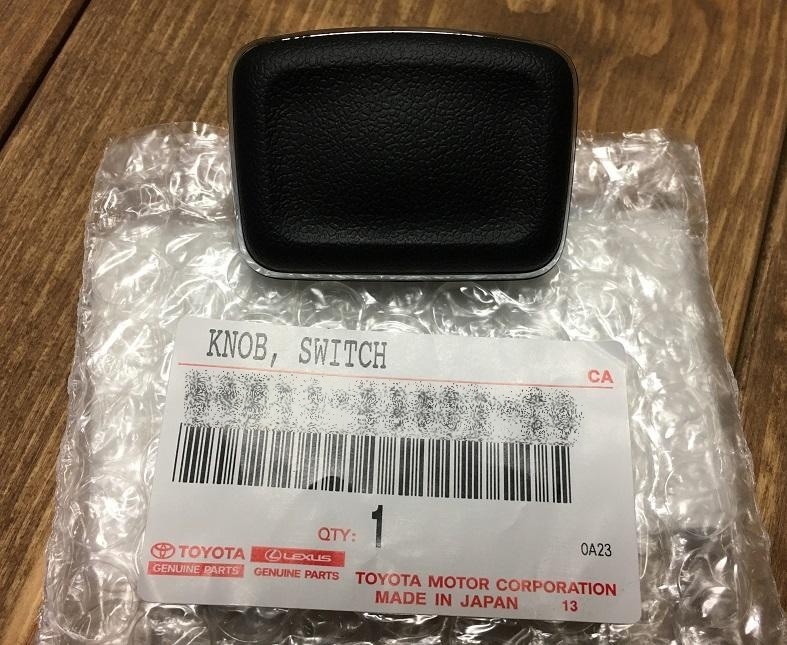 KNOB, SWITCH
CA
QTY: 1
0A23
TOYOTA
GENUINE PARTS
LEXUS
GENUINE PARTS
TOYOTA MOTOR CORPORATION
MADE IN JAPAN 13